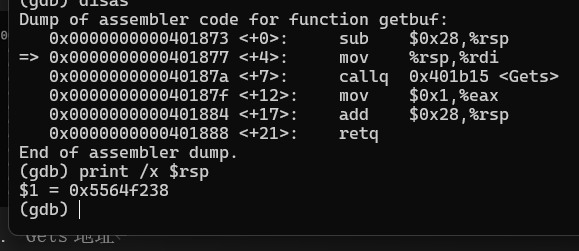 (gdb) disas
Dump of assembler code for function getbuf:
   0x0000000000401873 <+0>:     sub    $0x28,%rsp
=> 0x0000000000401877 <+4>:     mov    %rsp,%rdi
   0x000000000040187a <+7>:     callq  0x401b15 <Gets>
   0x000000000040187f <+12>:    mov    $0x1,%eax
   0x0000000000401884 <+17>:    add    $0x28,%rsp
   0x0000000000401888 <+21>:    retq
End of assembler dump.
(gdb) print /x $rsp
$1 = 0x5564f238
(gdb)
Gets 地址